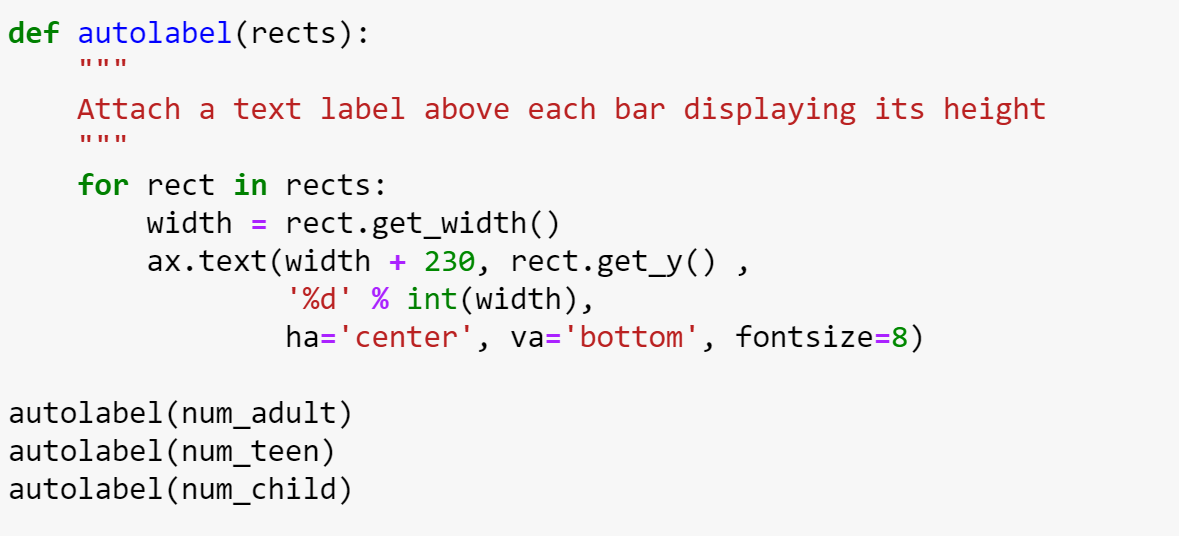 def autolabel(rects):
    """
    Attach a text label above each bar displaying its height
    """
    for rect in rects:
        width = rect.get_width()
        ax.text(width + 230, rect.get_y() ,
                '%d' % int(width),
                ha='center', va='bottom', fontsize=8)

autolabel(num_adult)
autolabel(num_teen)
autolabel(num_child)